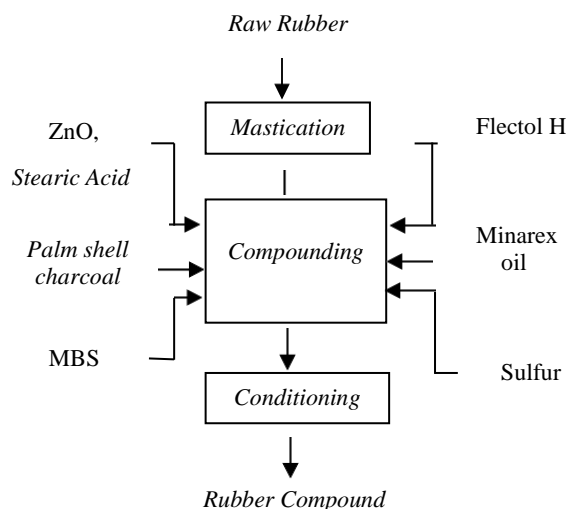 Raw Rubber
Mastication
ZnO,
Stearic Acid
Flectol H
Palm shell
charcoal
Compounding
Minarex
oil
MBS
Sulfur
Conditioning
Rubber Compound